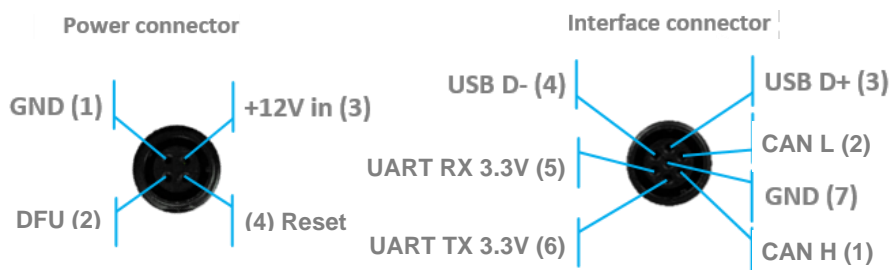 Power connector
GND (1)
+12V in (3)
DFU (2)
(4) Reset
Interface connector
USB D- (4)
USB D+ (3)
UART RX 3.3V (5)
CAN L (2)
GND (7)
UART TX 3.3V (6)
CAN H (1)